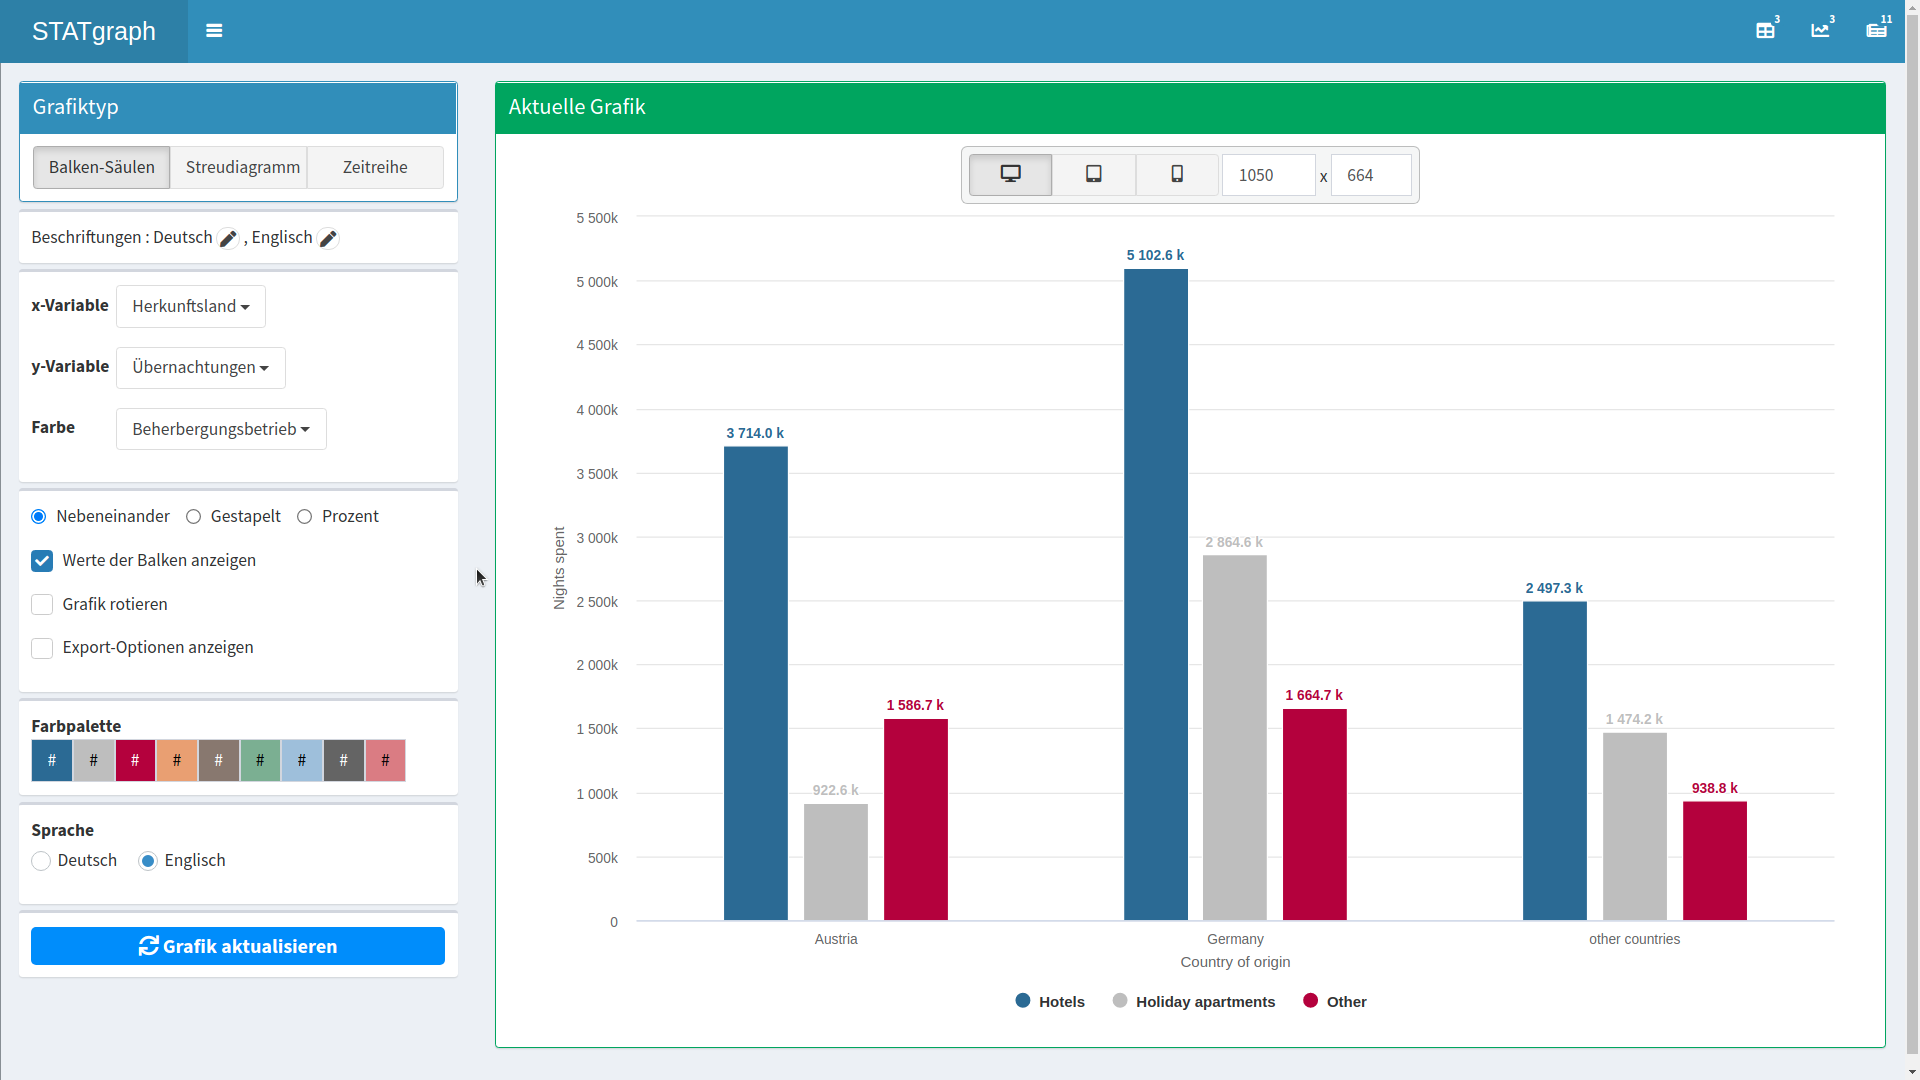 STATgraph
3
3
11
Grafiktyp
Balken-Säulen
Streudiagramm
Zeitreihe
Beschriftungen : Deutsch , Englisch
x-Variable Herkunftsland
y-Variable Übernachtungen
Farbe Beherbergungsbetrieb
Nebeneinander Gestapelt Prozent
Werte der Balken anzeigen
Grafik rotieren
Export-Optionen anzeigen
Farbpalette
# # # # # # # # #
Sprache
Deutsch Englisch
Grafik aktualisieren
Aktuelle Grafik
1050 x 664
Nights spent
5 500k
5 000k
4 500k
4 000k
3 500k
3 000k
2 500k
2 000k
1 500k
1 000k
500k
0
3 714.0 k
922.6 k
1 586.7 k
5 102.6 k
2 864.6 k
1 664.7 k
2 497.3 k
1 474.2 k
938.8 k
Austria
Germany
other countries
Country of origin
Hotels
Holiday apartments
Other